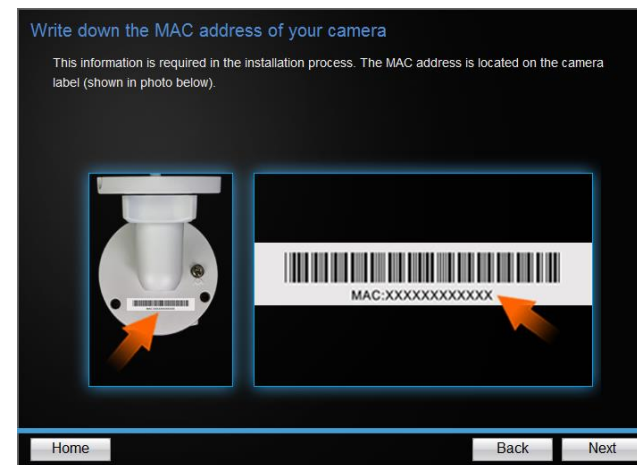 Write down the MAC address of your camera
This information is required in the installation process. The MAC address is located on the camera
label (shown in photo below).
MAC:XXXXXXXXXXXX
Home
Back
Next